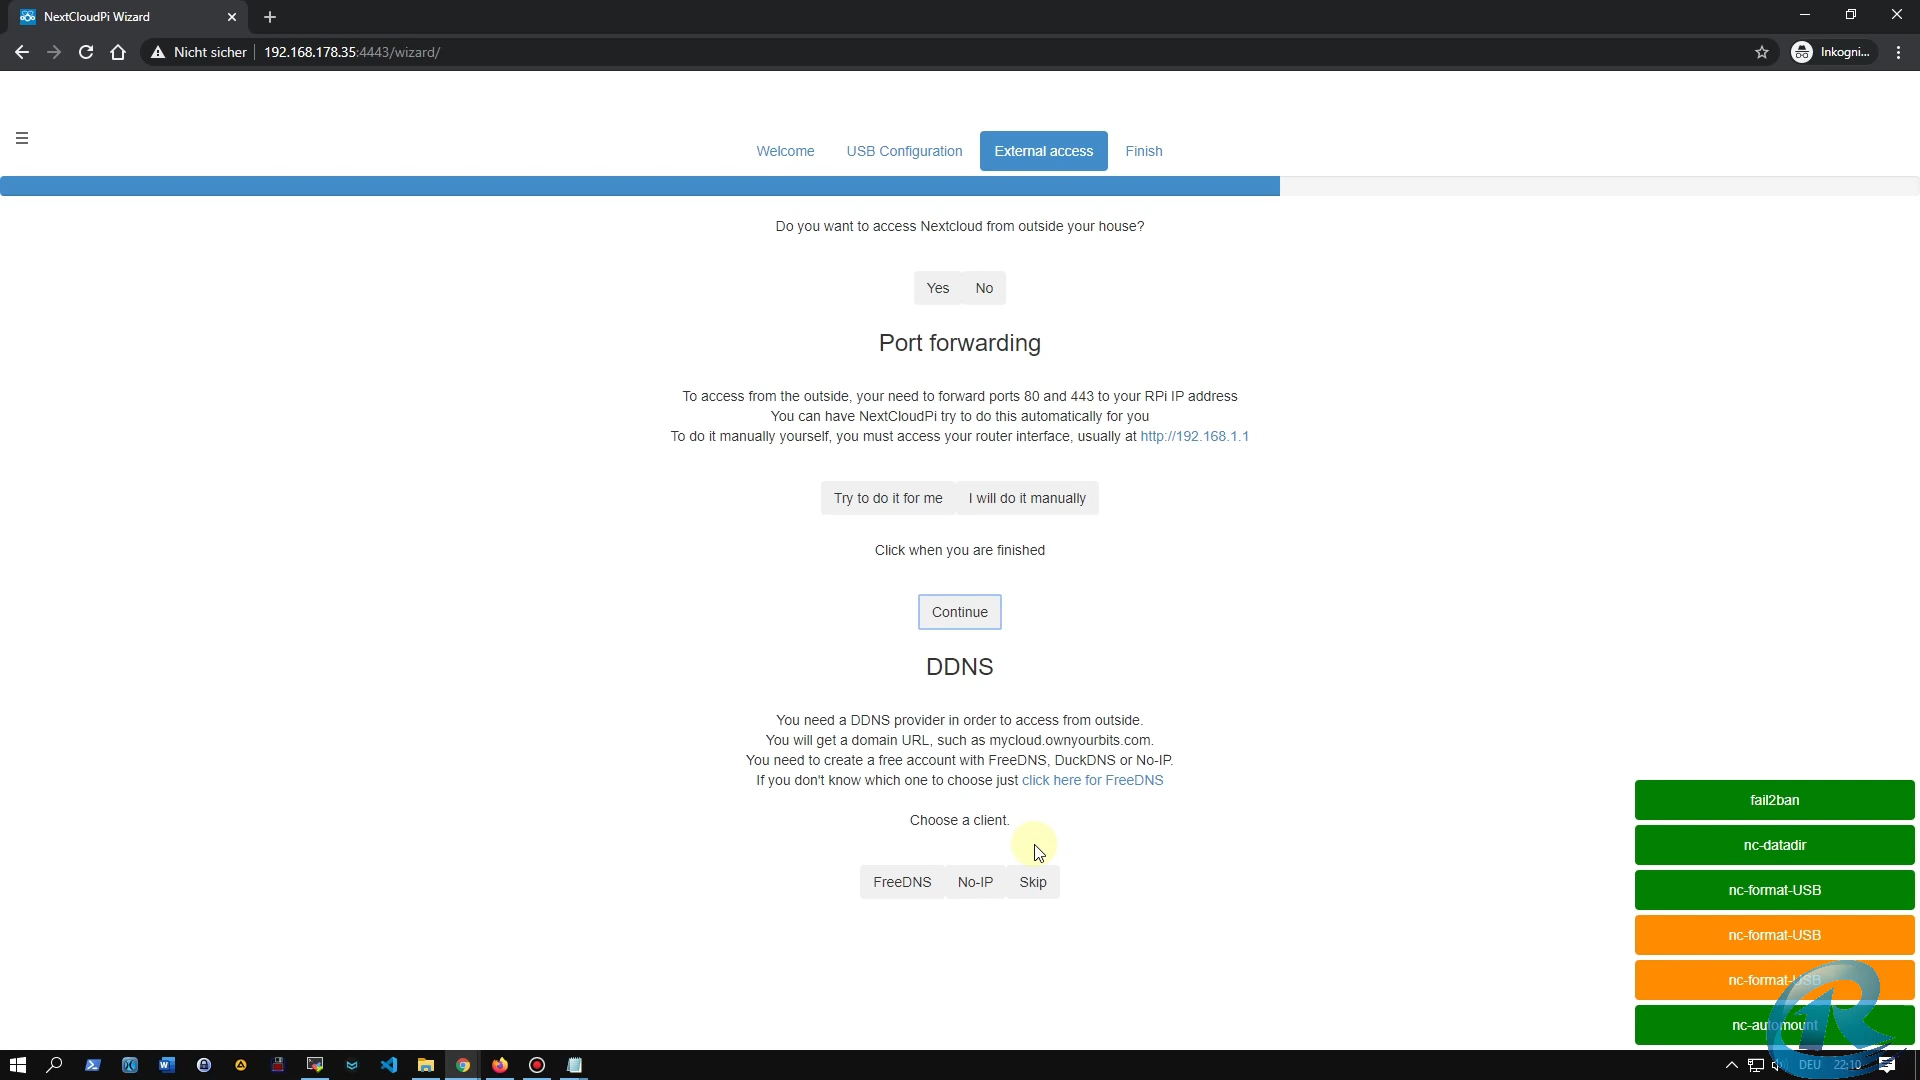 NextCloudPi Wizard
Nicht sicher
192.168.178.35:4443/wizard/
Inkogni...
Welcome
USB Configuration
External access
Finish
Do you want to access Nextcloud from outside your house?
Yes
No
Port forwarding
To access from the outside, your need to forward ports 80 and 443 to your RPi IP address
You can have NextCloudPi try to do this automatically for you
To do it manually yourself, you must access your router interface, usually at http://192.168.1.1
Try to do it for me
I will do it manually
Click when you are finished
Continue
DDNS
You need a DDNS provider in order to access from outside.
You will get a domain URL, such as mycloud.ownyourbits.com.
You need to create a free account with FreeDNS, DuckDNS or No-IP.
If you don't know which one to choose just click here for FreeDNS
Choose a client.
FreeDNS
No-IP
Skip
fail2ban
nc-datadir
nc-format-USB
nc-format-USB
nc-format-USB
nc-automount
DEU
22:10